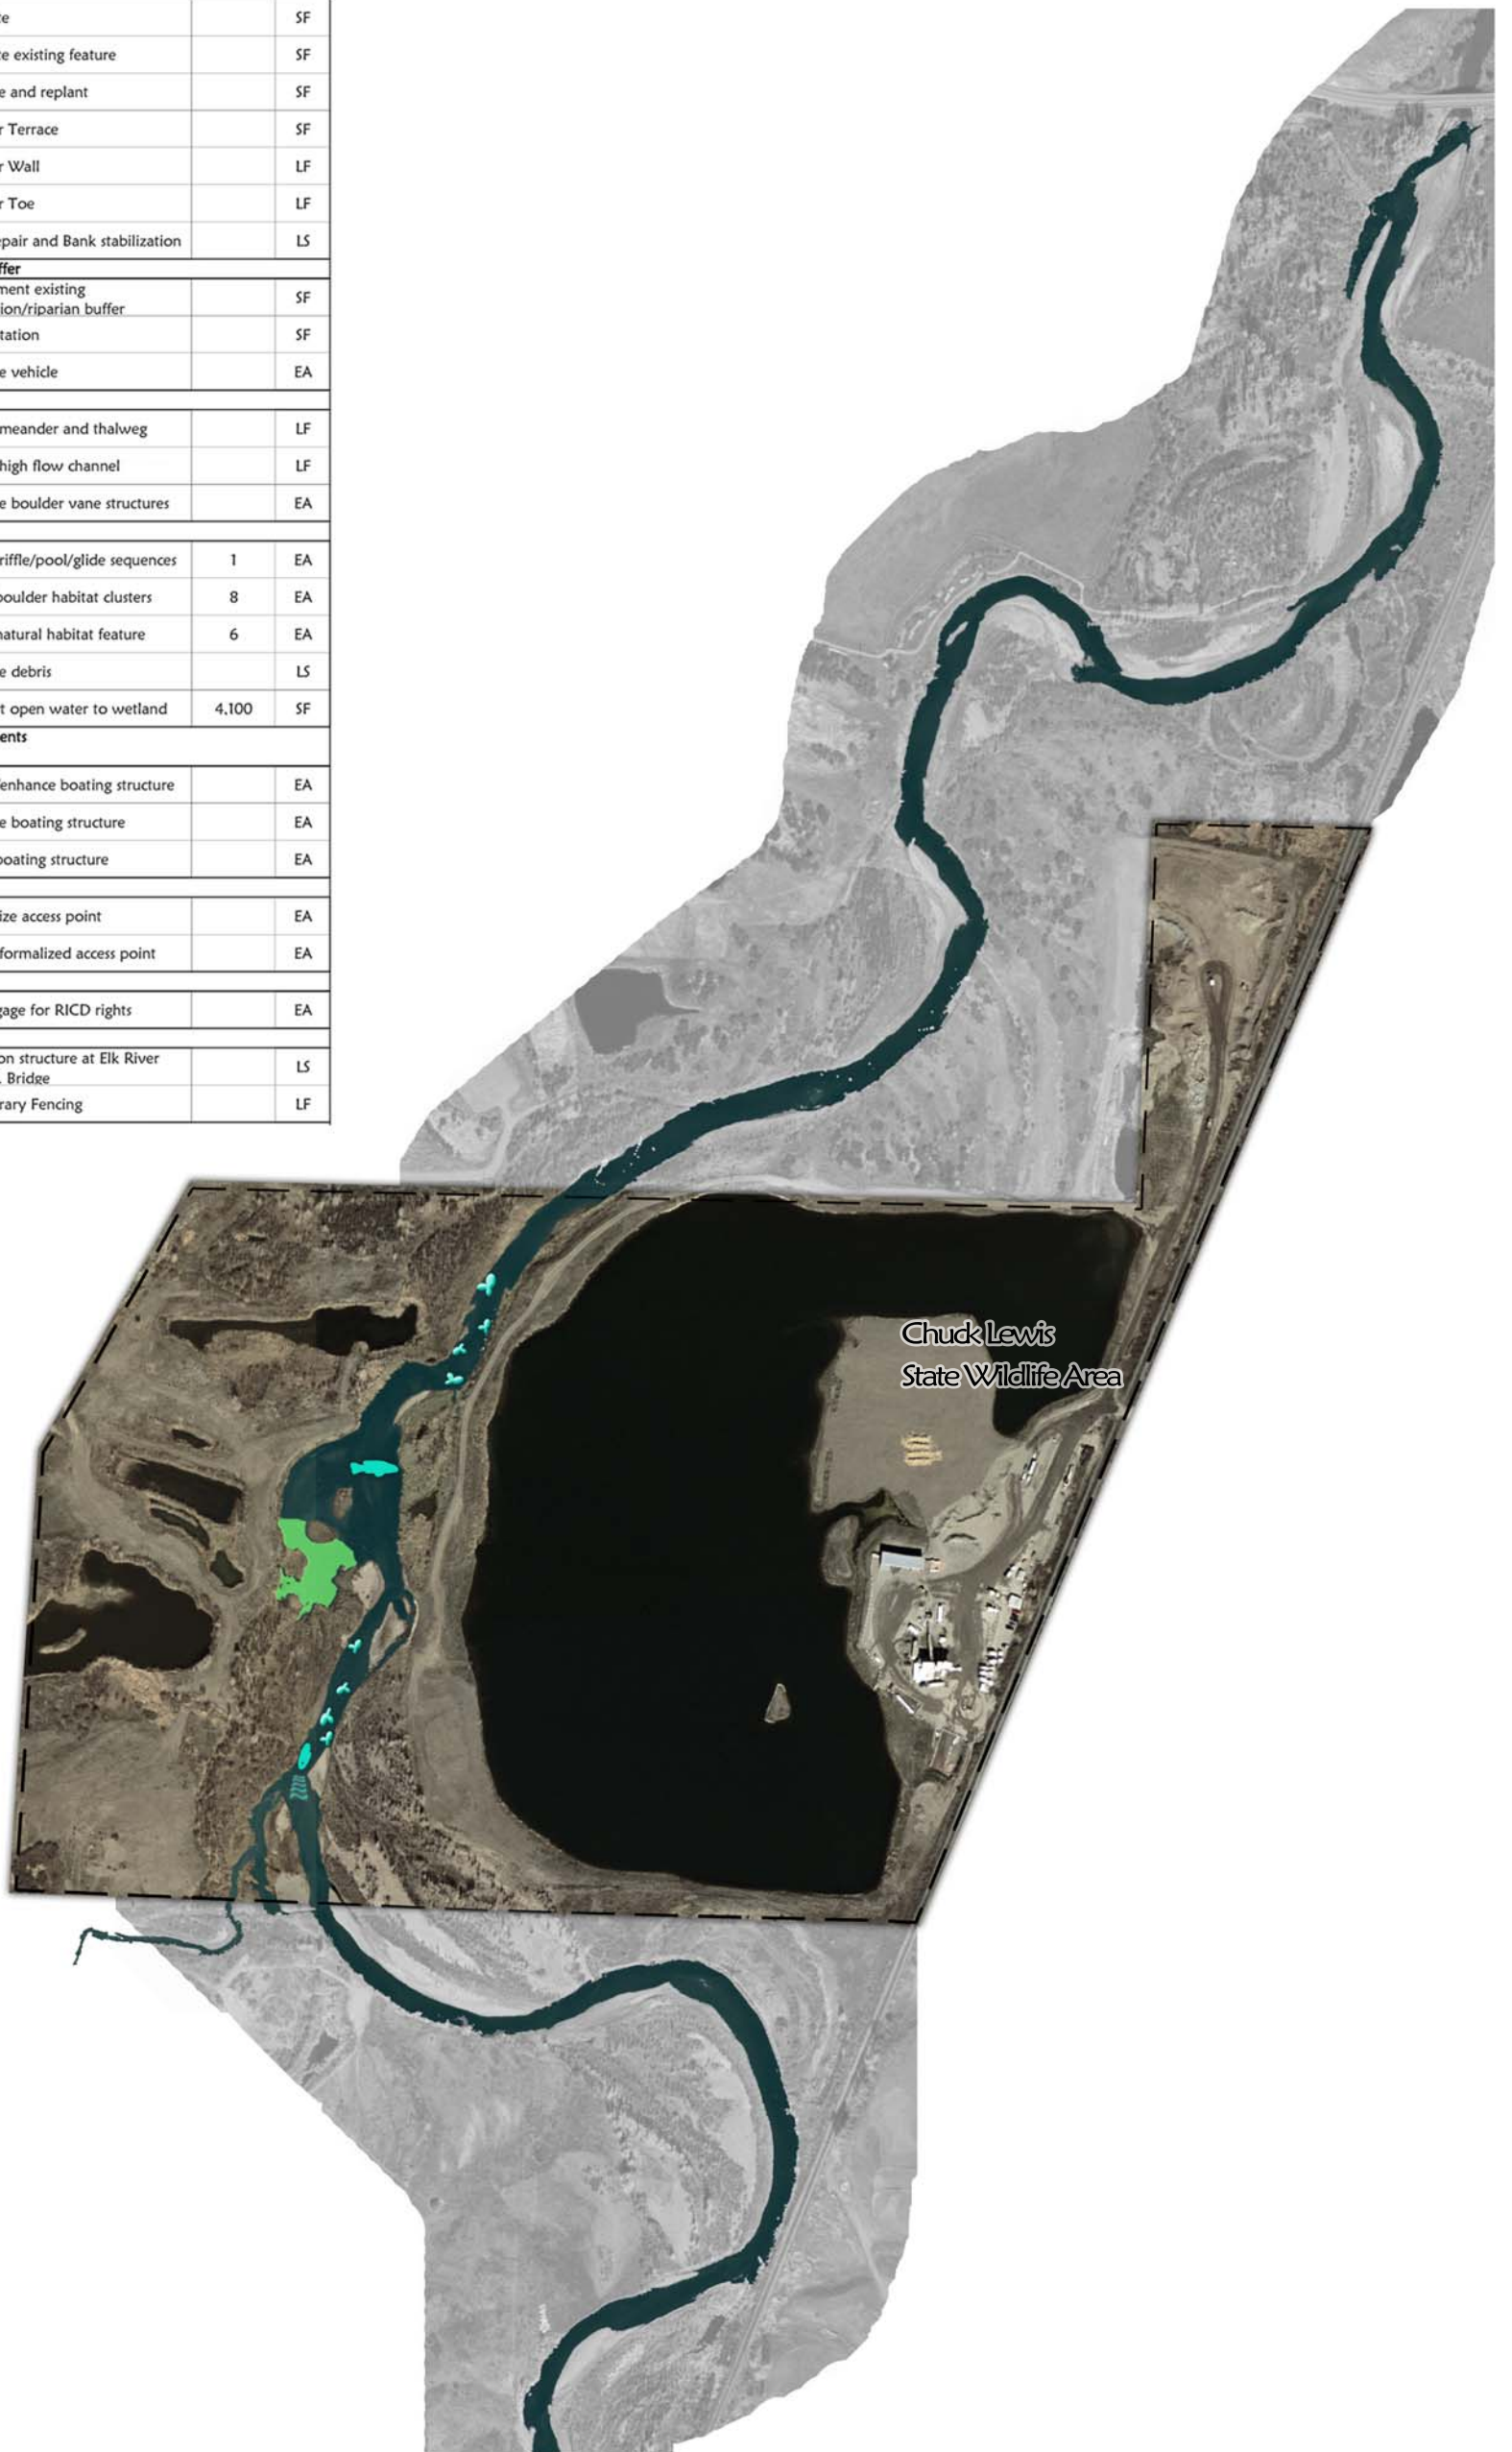 te SF
te existing feature SF
e and replant SF
r Terrace SF
r Wall LF
r Toe LF
epair and Bank stabilization LS
ffer
ment existing
ion/riparian buffer SF
tation SF
e vehicle EA
meander and thalweg LF
high flow channel LF
e boulder vane structures EA
riffle/pool/glide sequences 1 EA
boulder habitat clusters 8 EA
natural habitat feature 6 EA
e debris LS
t open water to wetland 4,100 SF
ents
enhance boating structure EA
e boating structure EA
boating structure EA
ize access point EA
formalized access point EA
gage for RICD rights EA
on structure at Elk River
. Bridge LS
rary Fencing LF
Chuck Lewis
State Wildlife Area